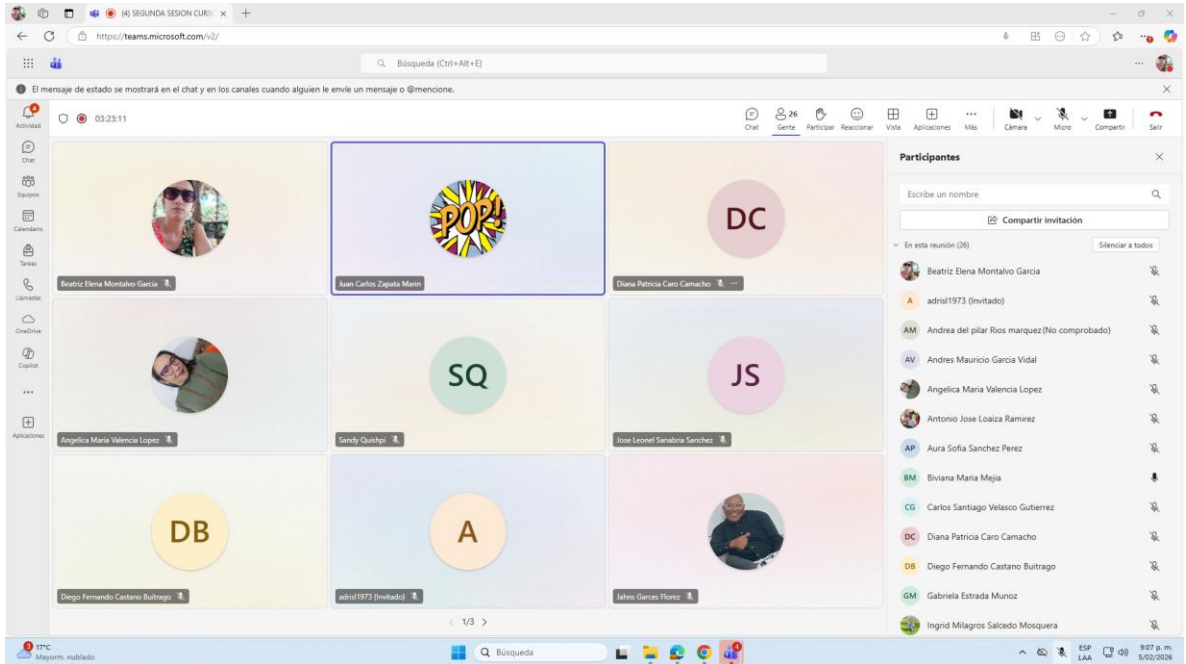 (4) SEGUNDA SESION CURS
https://teams.microsoft.com/v2/
Búsqueda (Ctrl+Alt+E)
El mensaje de estado se mostrará en el chat y en los canales cuando alguien le envíe un mensaje o @mencione.
4
Actividad
Chat
Equipos
Calendario
Tareas
Llamadas
OneDrive
Copilot
Aplicaciones
03:23:11
Chat
26
Gente
Participar
Reaccionar
Vista
Aplicaciones
Más
Cámara
Micro
Compartir
Salir
Beatriz Elena Montalvo Garcia
POP!
Juan Carlos Zapata Marin
DC
Diana Patricia Caro Camacho
Angelica Maria Valencia Lopez
SQ
Sandy Quishpi
JS
Jose Leonel Sanabria Sanchez
DB
Diego Fernando Castano Buitrago
A
adrisl1973 (Invitado)
Jahns Garces Florez
1/3
Participantes
Escribe un nombre
Compartir invitación
En esta reunión (26)
Silenciar a todos
Beatriz Elena Montalvo Garcia
A adrisl1973 (Invitado)
AM Andrea del pilar Rios marquez(No comprobado)
AV Andres Mauricio Garcia Vidal
Angelica Maria Valencia Lopez
Antonio Jose Loaiza Ramirez
AP Aura Sofia Sanchez Perez
BM Biviana Maria Mejia
CG Carlos Santiago Velasco Gutierrez
DC Diana Patricia Caro Camacho
DB Diego Fernando Castano Buitrago
GM Gabriela Estrada Munoz
Ingrid Milagros Salcedo Mosquera
3
17°C
Mayorm. nublado
Búsqueda
ESP
LAA
9:07 p. m.
5/02/2026